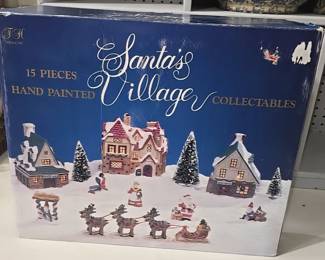 Santa's
15 PIECES
HAND PAINTED
Village
COLLECTABLES